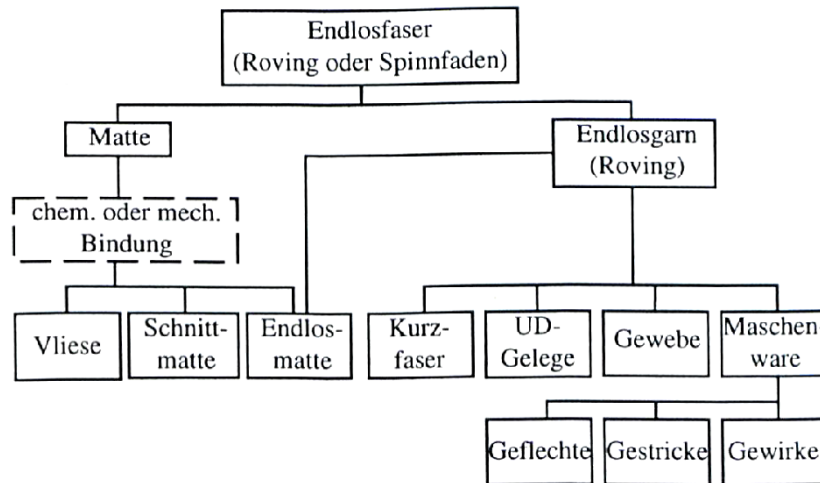 Endlosfaser
(Roving oder Spinnfaden)
Matte
Endlosgarn
(Roving)
chem. oder mech.
Bindung
Vliese
Schnitt-
matte
Endlos-
matte
Kurz-
faser
UD-
Gelege
Gewebe
Maschen-
ware
Geflechte
Gestricke
Gewirke